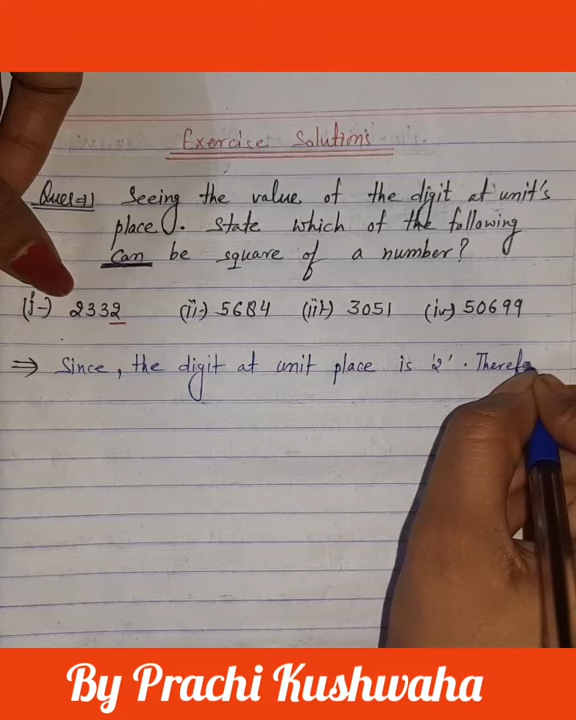 Exercise Solutions
Ques⇒1 Seeing the value of the digit at unit's
place. State which of the following
can be square of a number?
(i-) 2332 (ii-) 5684 (iii-) 3051 (iv-) 50699
⇒ Since, the digit at unit place is '2'. Therefo
By Prachi Kushwaha